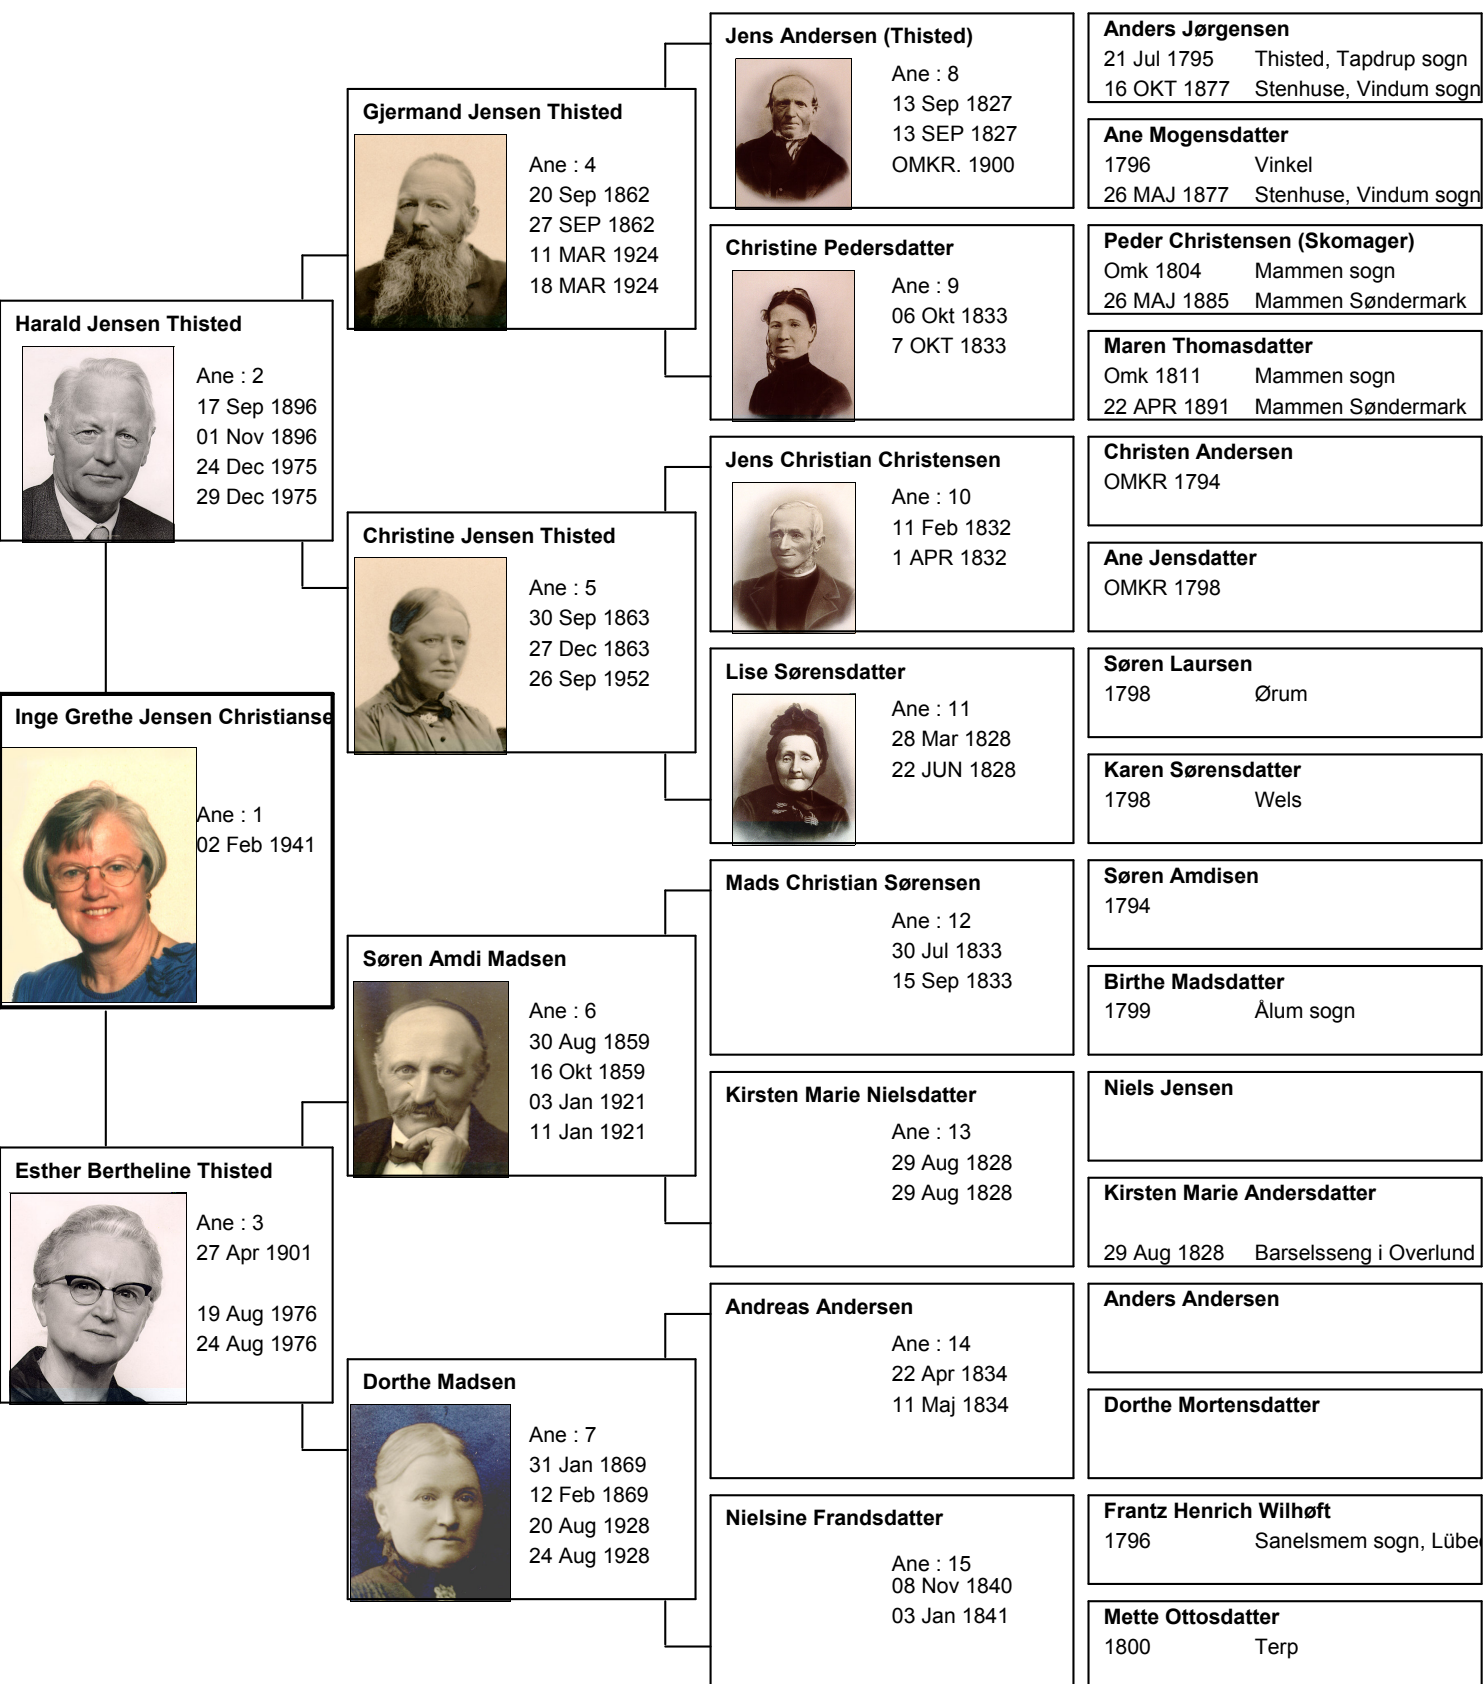 Harald Jensen Thisted
Ane : 2
17 Sep 1896
01 Nov 1896
24 Dec 1975
29 Dec 1975
Inge Grethe Jensen Christianse
Ane : 1
02 Feb 1941
Esther Bertheline Thisted
Ane : 3
27 Apr 1901
19 Aug 1976
24 Aug 1976
Gjermand Jensen Thisted
Ane : 4
20 Sep 1862
27 SEP 1862
11 MAR 1924
18 MAR 1924
Christine Jensen Thisted
Ane : 5
30 Sep 1863
27 Dec 1863
26 Sep 1952
Søren Amdi Madsen
Ane : 6
30 Aug 1859
16 Okt 1859
03 Jan 1921
11 Jan 1921
Dorthe Madsen
Ane : 7
31 Jan 1869
12 Feb 1869
20 Aug 1928
24 Aug 1928
Jens Andersen (Thisted)
Ane : 8
13 Sep 1827
13 SEP 1827
OMKR. 1900
Christine Pedersdatter
Ane : 9
06 Okt 1833
7 OKT 1833
Jens Christian Christensen
Ane : 10
11 Feb 1832
1 APR 1832
Lise Sørensdatter
Ane : 11
28 Mar 1828
22 JUN 1828
Mads Christian Sørensen
Ane : 12
30 Jul 1833
15 Sep 1833
Kirsten Marie Nielsdatter
Ane : 13
29 Aug 1828
29 Aug 1828
Andreas Andersen
Ane : 14
22 Apr 1834
11 Maj 1834
Nielsine Frandsdatter
Ane : 15
08 Nov 1840
03 Jan 1841
Anders Jørgensen
21 Jul 1795 Thisted, Tapdrup sogn
16 OKT 1877 Stenhuse, Vindum sogn
Ane Mogensdatter
1796 Vinkel
26 MAJ 1877 Stenhuse, Vindum sogn
Peder Christensen (Skomager)
Omk 1804 Mammen sogn
26 MAJ 1885 Mammen Søndermark
Maren Thomasdatter
Omk 1811 Mammen sogn
22 APR 1891 Mammen Søndermark
Christen Andersen
OMKR 1794
Ane Jensdatter
OMKR 1798
Søren Laursen
1798 Ørum
Karen Sørensdatter
1798 Wels
Søren Amdisen
1794
Birthe Madsdatter
1799 Ålum sogn
Niels Jensen
Kirsten Marie Andersdatter
29 Aug 1828 Barselsseng i Overlund
Anders Andersen
Dorthe Mortensdatter
Frantz Henrich Wilhøft
1796 Sanelsmem sogn, Lübe
Mette Ottosdatter
1800 Terp